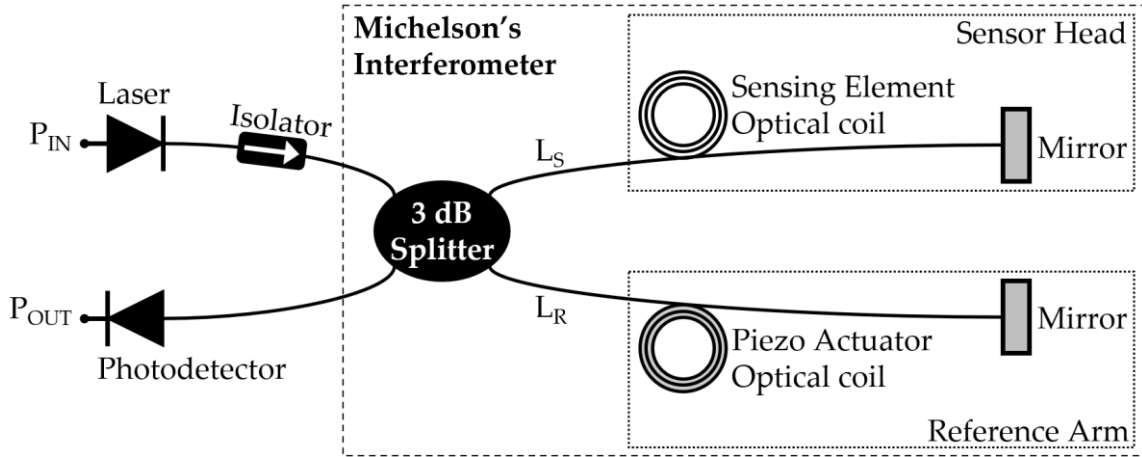 Michelson's
Interferometer
Sensor Head
Laser
Isolator
P_IN
Sensing Element
Optical coil
L_S
Mirror
3 dB
Splitter
P_OUT
L_R
Mirror
Photodetector
Piezo Actuator
Optical coil
Reference Arm